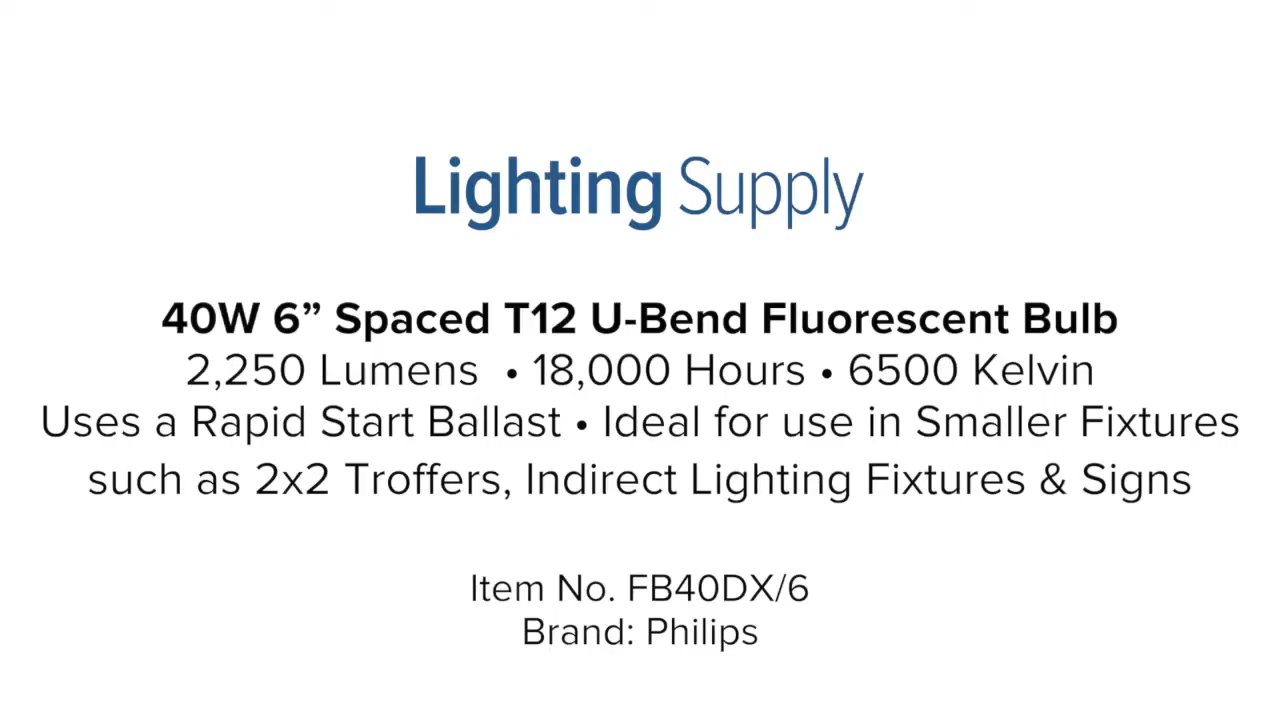 Lighting Supply
40W 6” Spaced T12 U-Bend Fluorescent Bulb
2,250 Lumens • 18,000 Hours • 6500 Kelvin
Uses a Rapid Start Ballast • Ideal for use in Smaller Fixtures
such as 2x2 Troffers, Indirect Lighting Fixtures & Signs
Item No. FB40DX/6
Brand: Philips